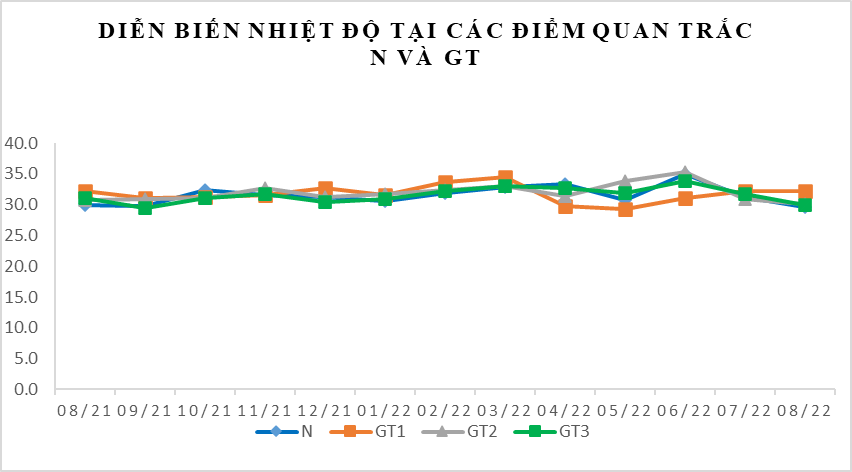 DIỄN BIẾN NHIỆT ĐỘ TẠI CÁC ĐIỂM QUAN TRẮC
N VÀ GT
40.0
35.0
30.0
25.0
20.0
15.0
10.0
5.0
0.0
08/21 09/21 10/21 11/21 12/21 01/22 02/22 03/22 04/22 05/22 06/22 07/22 08/22
N GT1 GT2 GT3